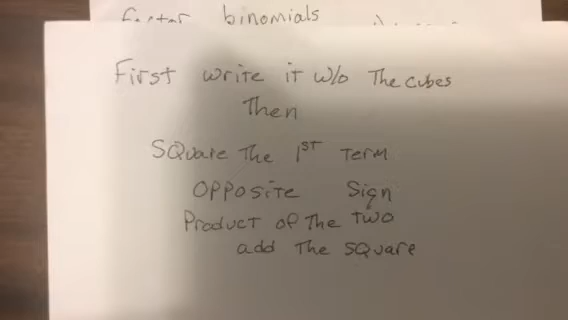 factor binomials
First write it w/o The cubes
Then
SQuare The 1ST Term
OPPosiTe Sign
ProducT of The Two
add The SQuare